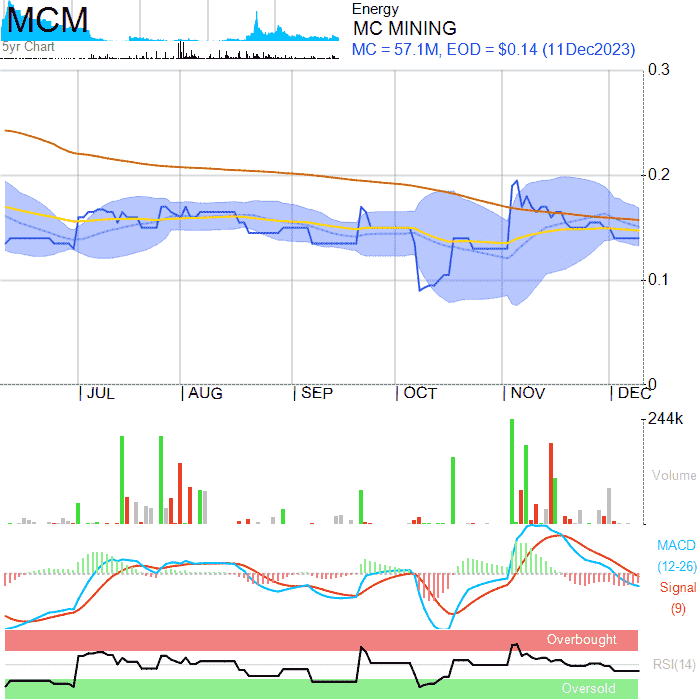 MCM
5yr Chart
Energy
MC MINING
MC = 57.1M, EOD = $0.14 (11Dec2023)
0.3
0.2
0.1
0
JUL AUG SEP OCT NOV DEC
244k
Volume
MACD
(12-26)
Signal
(9)
Overbought
RSI(14)
Oversold